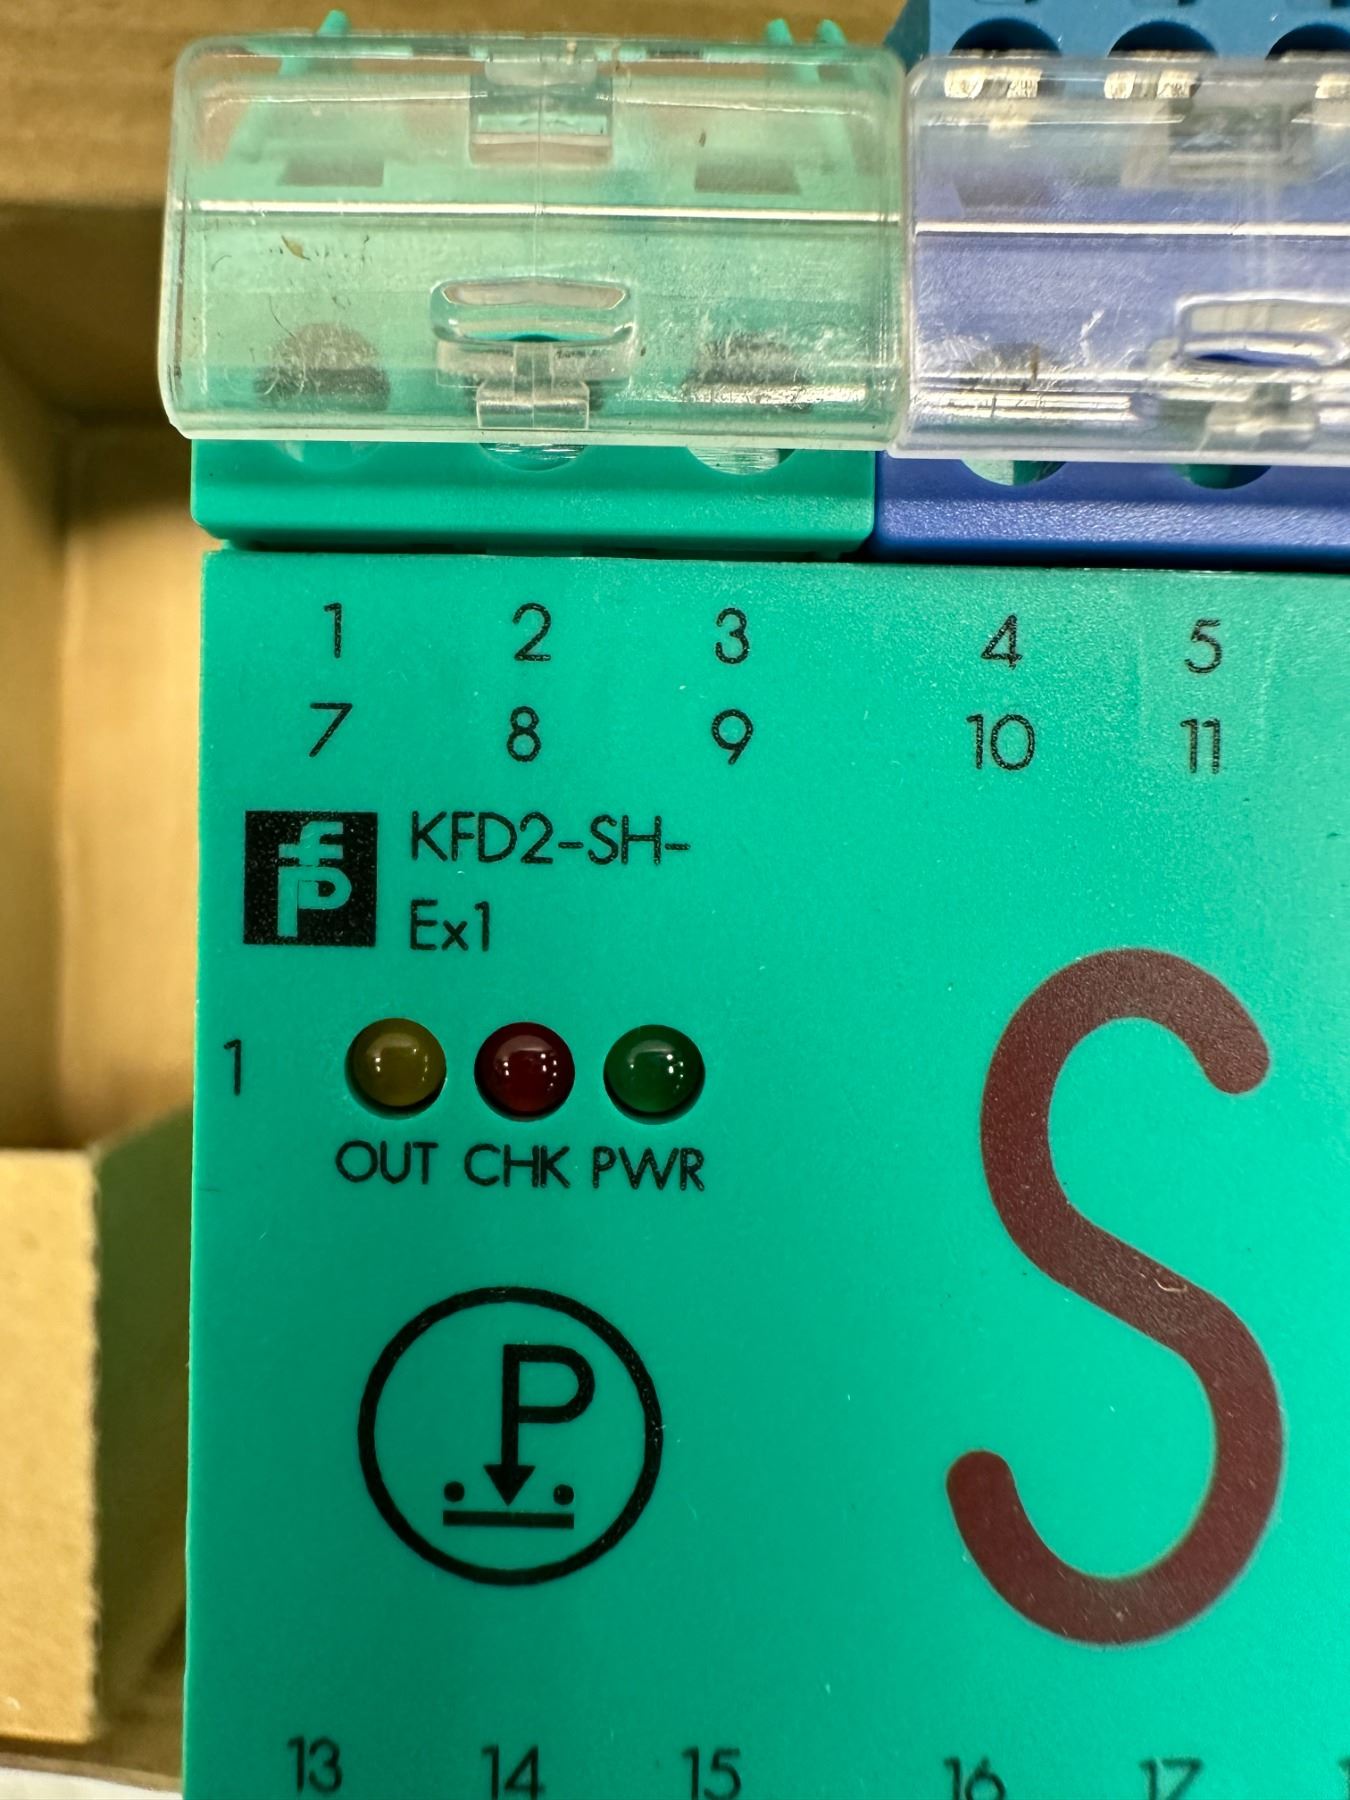 1 2 3 4 5
7 8 9 10 11
KFD2-SH-
Ex1
1
OUT CHK PWR
P
S
13 14 15 16 17